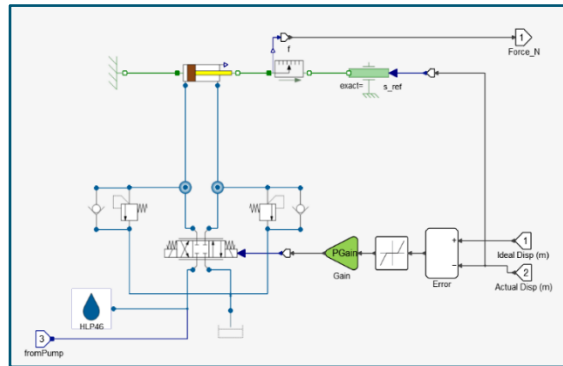 f
1
Force_N
exact=
s_ref
PGain
Gain
+
−
Error
1
Ideal Disp (m)
2
Actual Disp (m)
HLP46
3
fromPump